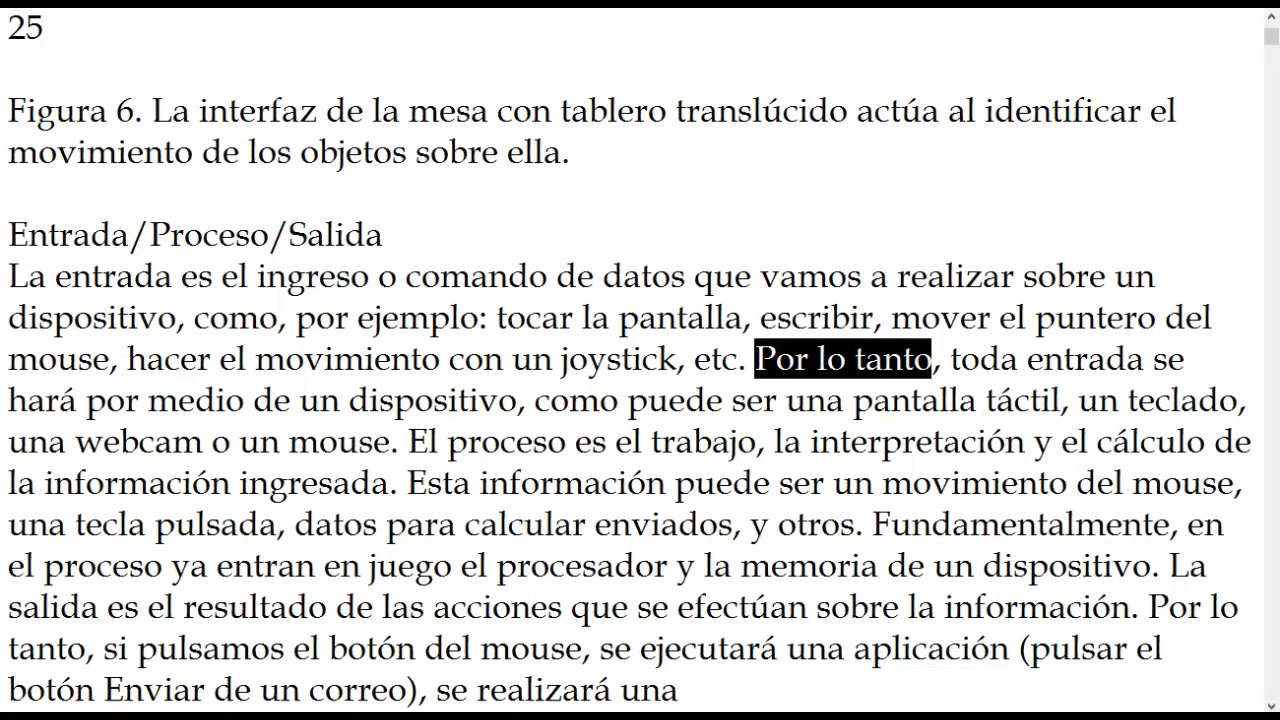 25
Figura 6. La interfaz de la mesa con tablero translúcido actúa al identificar el
movimiento de los objetos sobre ella.
Entrada/Proceso/Salida
La entrada es el ingreso o comando de datos que vamos a realizar sobre un
dispositivo, como, por ejemplo: tocar la pantalla, escribir, mover el puntero del
mouse, hacer el movimiento con un joystick, etc. Por lo tanto, toda entrada se
hará por medio de un dispositivo, como puede ser una pantalla táctil, un teclado,
una webcam o un mouse. El proceso es el trabajo, la interpretación y el cálculo de
la información ingresada. Esta información puede ser un movimiento del mouse,
una tecla pulsada, datos para calcular enviados, y otros. Fundamentalmente, en
el proceso ya entran en juego el procesador y la memoria de un dispositivo. La
salida es el resultado de las acciones que se efectúan sobre la información. Por lo
tanto, si pulsamos el botón del mouse, se ejecutará una aplicación (pulsar el
botón Enviar de un correo), se realizará una